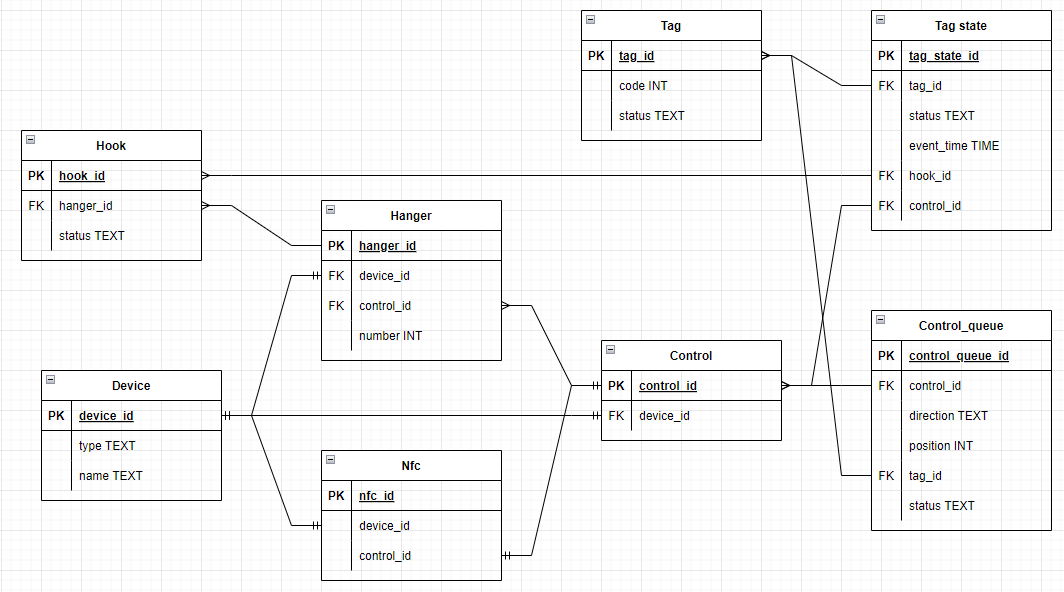 Tag
PK tag_id
code INT
status TEXT
Tag state
PK tag_state_id
FK tag_id
status TEXT
event_time TIME
FK hook_id
FK control_id
Hook
PK hook_id
FK hanger_id
status TEXT
Hanger
PK hanger_id
FK device_id
FK control_id
number INT
Control_queue
PK control_queue_id
FK control_id
direction TEXT
position INT
FK tag_id
status TEXT
Control
PK control_id
FK device_id
Device
PK device_id
type TEXT
name TEXT
Nfc
PK nfc_id
device_id
control_id